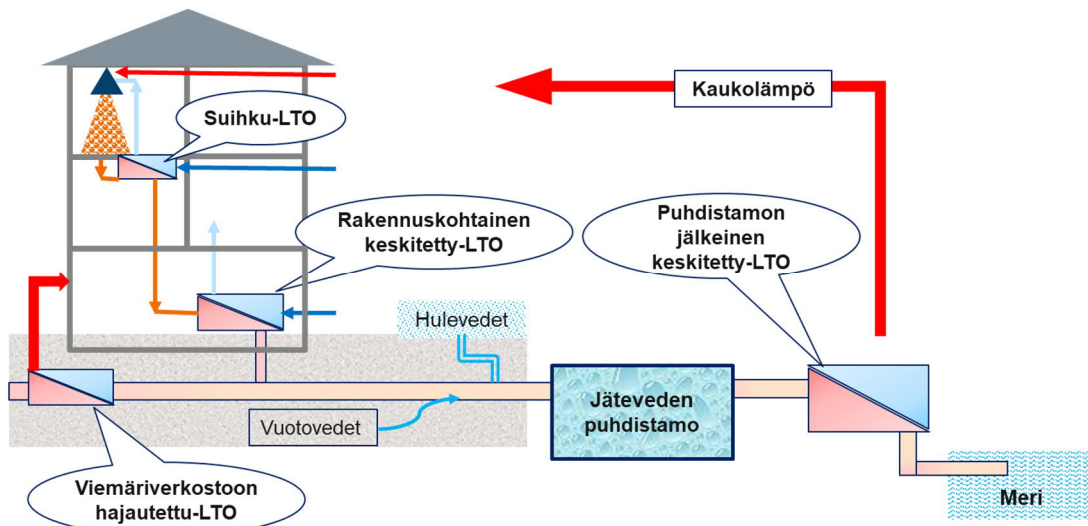 Kaukolämpö
Suihku-LTO
Rakennuskohtainen
keskitetty-LTO
Puhdistamon
jälkeinen
keskitetty-LTO
Hulevedet
Vuotovedet
Jäteveden
puhdistamo
Viemäriverkostoon
hajautettu-LTO
Meri